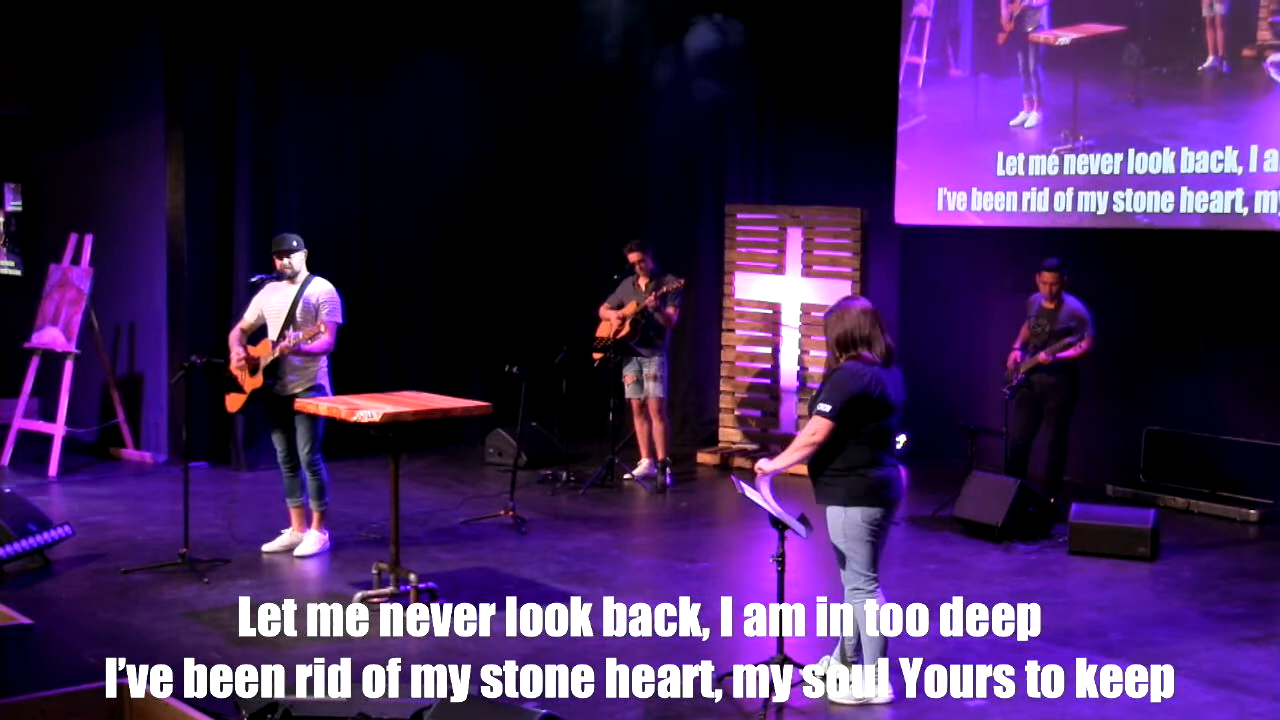 Let me never look back, I a
I've been rid of my stone heart, my
Let me never look back, I am in too deep
I've been rid of my stone heart, my soul Yours to keep